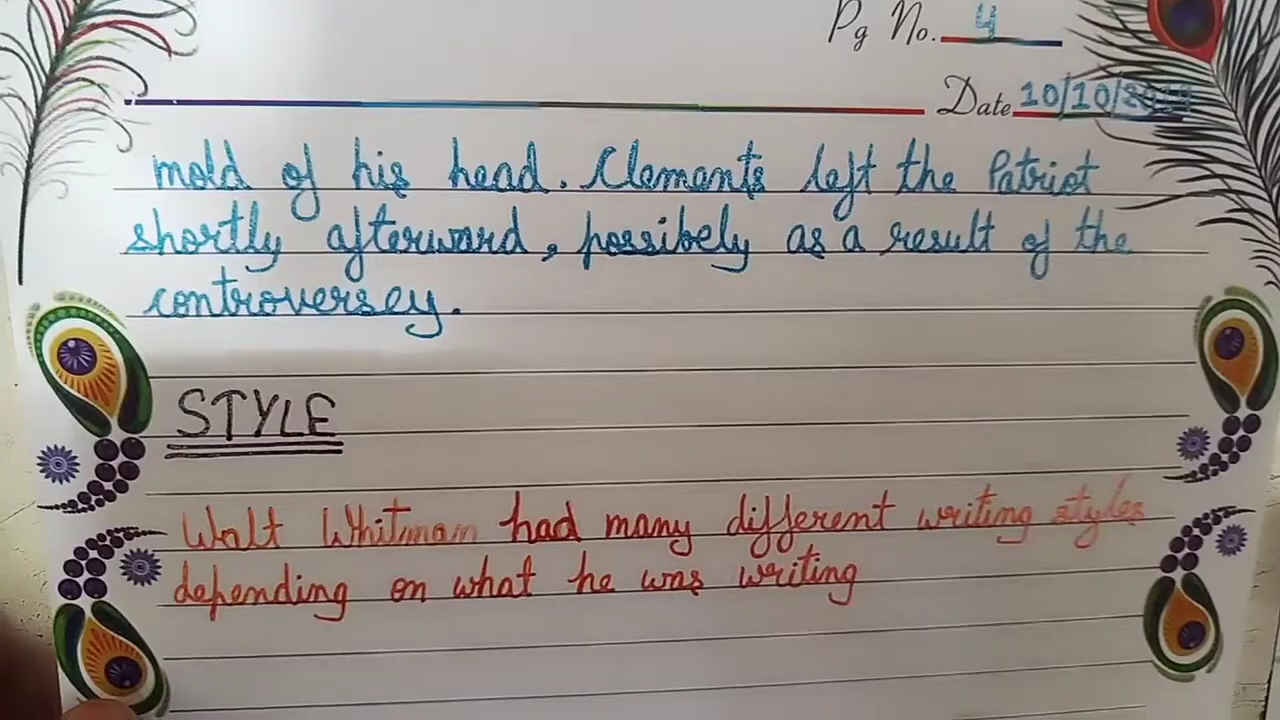 Pg No. 4
Date 10/10/
mold of his head. Clements left the Patriot
shortly afterward, possibely as a result of the
controversey.
STYLE
Walt Whitman had many different writing styles
depending on what he was writing